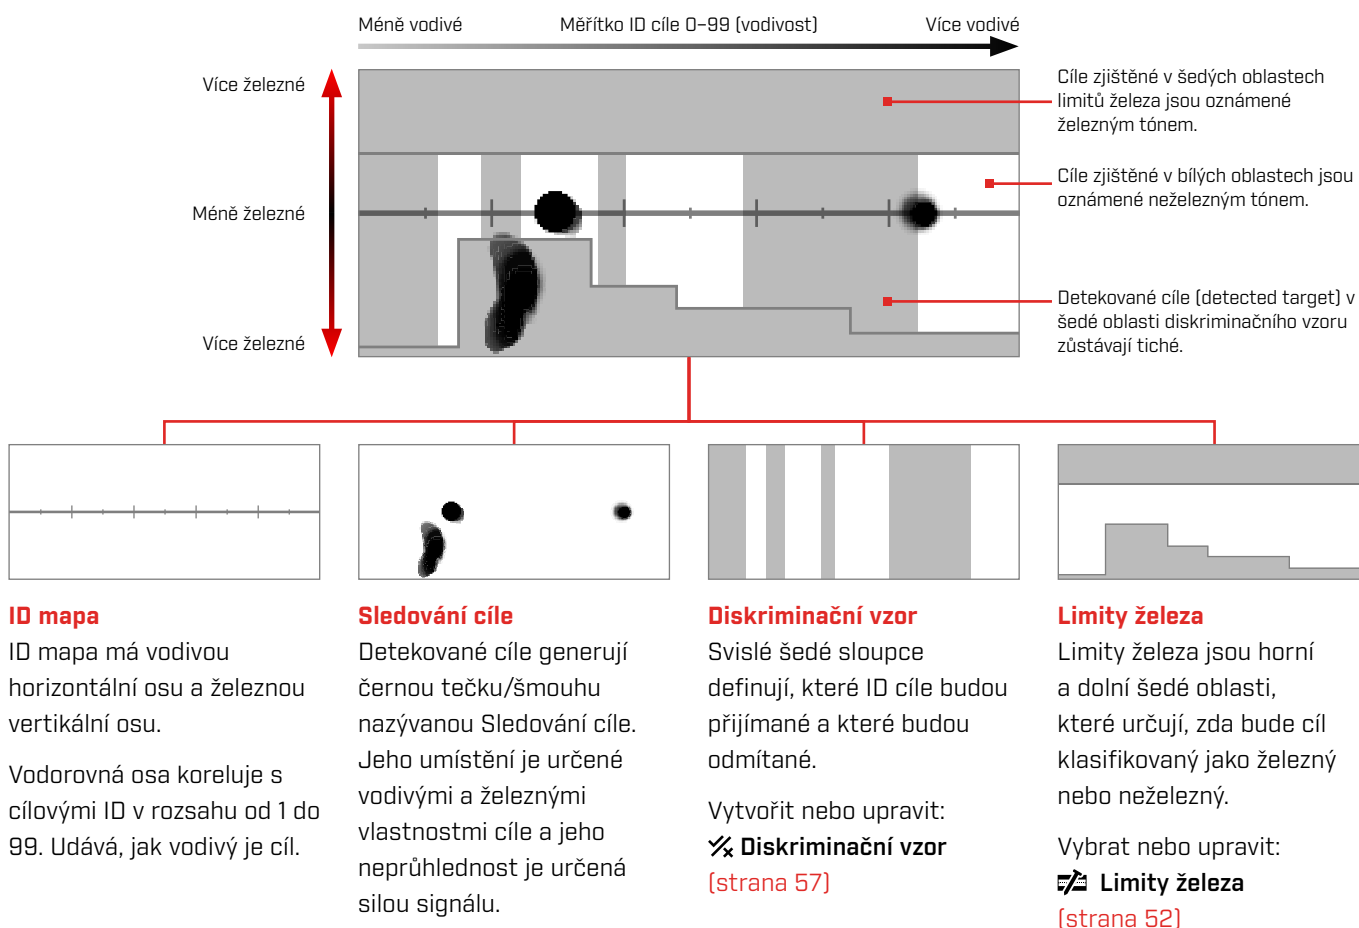 Méně vodivé
Měřítko ID cíle 0–99 (vodivost)
Více vodivé
Více železné
Méně železné
Více železné
Cíle zjištěné v šedých oblastech
limitů železa jsou oznámené
železným tónem.
Cíle zjištěné v bílých oblastech jsou
oznámené neželezným tónem.
Detekované cíle (detected target) v
šedé oblasti diskriminačního vzoru
zůstávají tiché.
ID mapa
ID mapa má vodivou
horizontální osu a železnou
vertikální osu.
Vodorovná osa koreluje s
cílovými ID v rozsahu od 1 do
99. Udává, jak vodivý je cíl.
Sledování cíle
Detekované cíle generují
černou tečku/šmouhu
nazývanou Sledování cíle.
Jeho umístění je určené
vodivými a železnými
vlastnostmi cíle a jeho
neprůhlednost je určená
silou signálu.
Diskriminační vzor
Svislé šedé sloupce
definují, které ID cíle budou
přijímané a které budou
odmítané.
Vytvořit nebo upravit:
Diskriminační vzor
(strana 57)
Limity železa
Limity železa jsou horní
a dolní šedé oblasti,
které určují, zda bude cíl
klasifikovaný jako železný
nebo neželezný.
Vybrat nebo upravit:
Limity železa
(strana 52)